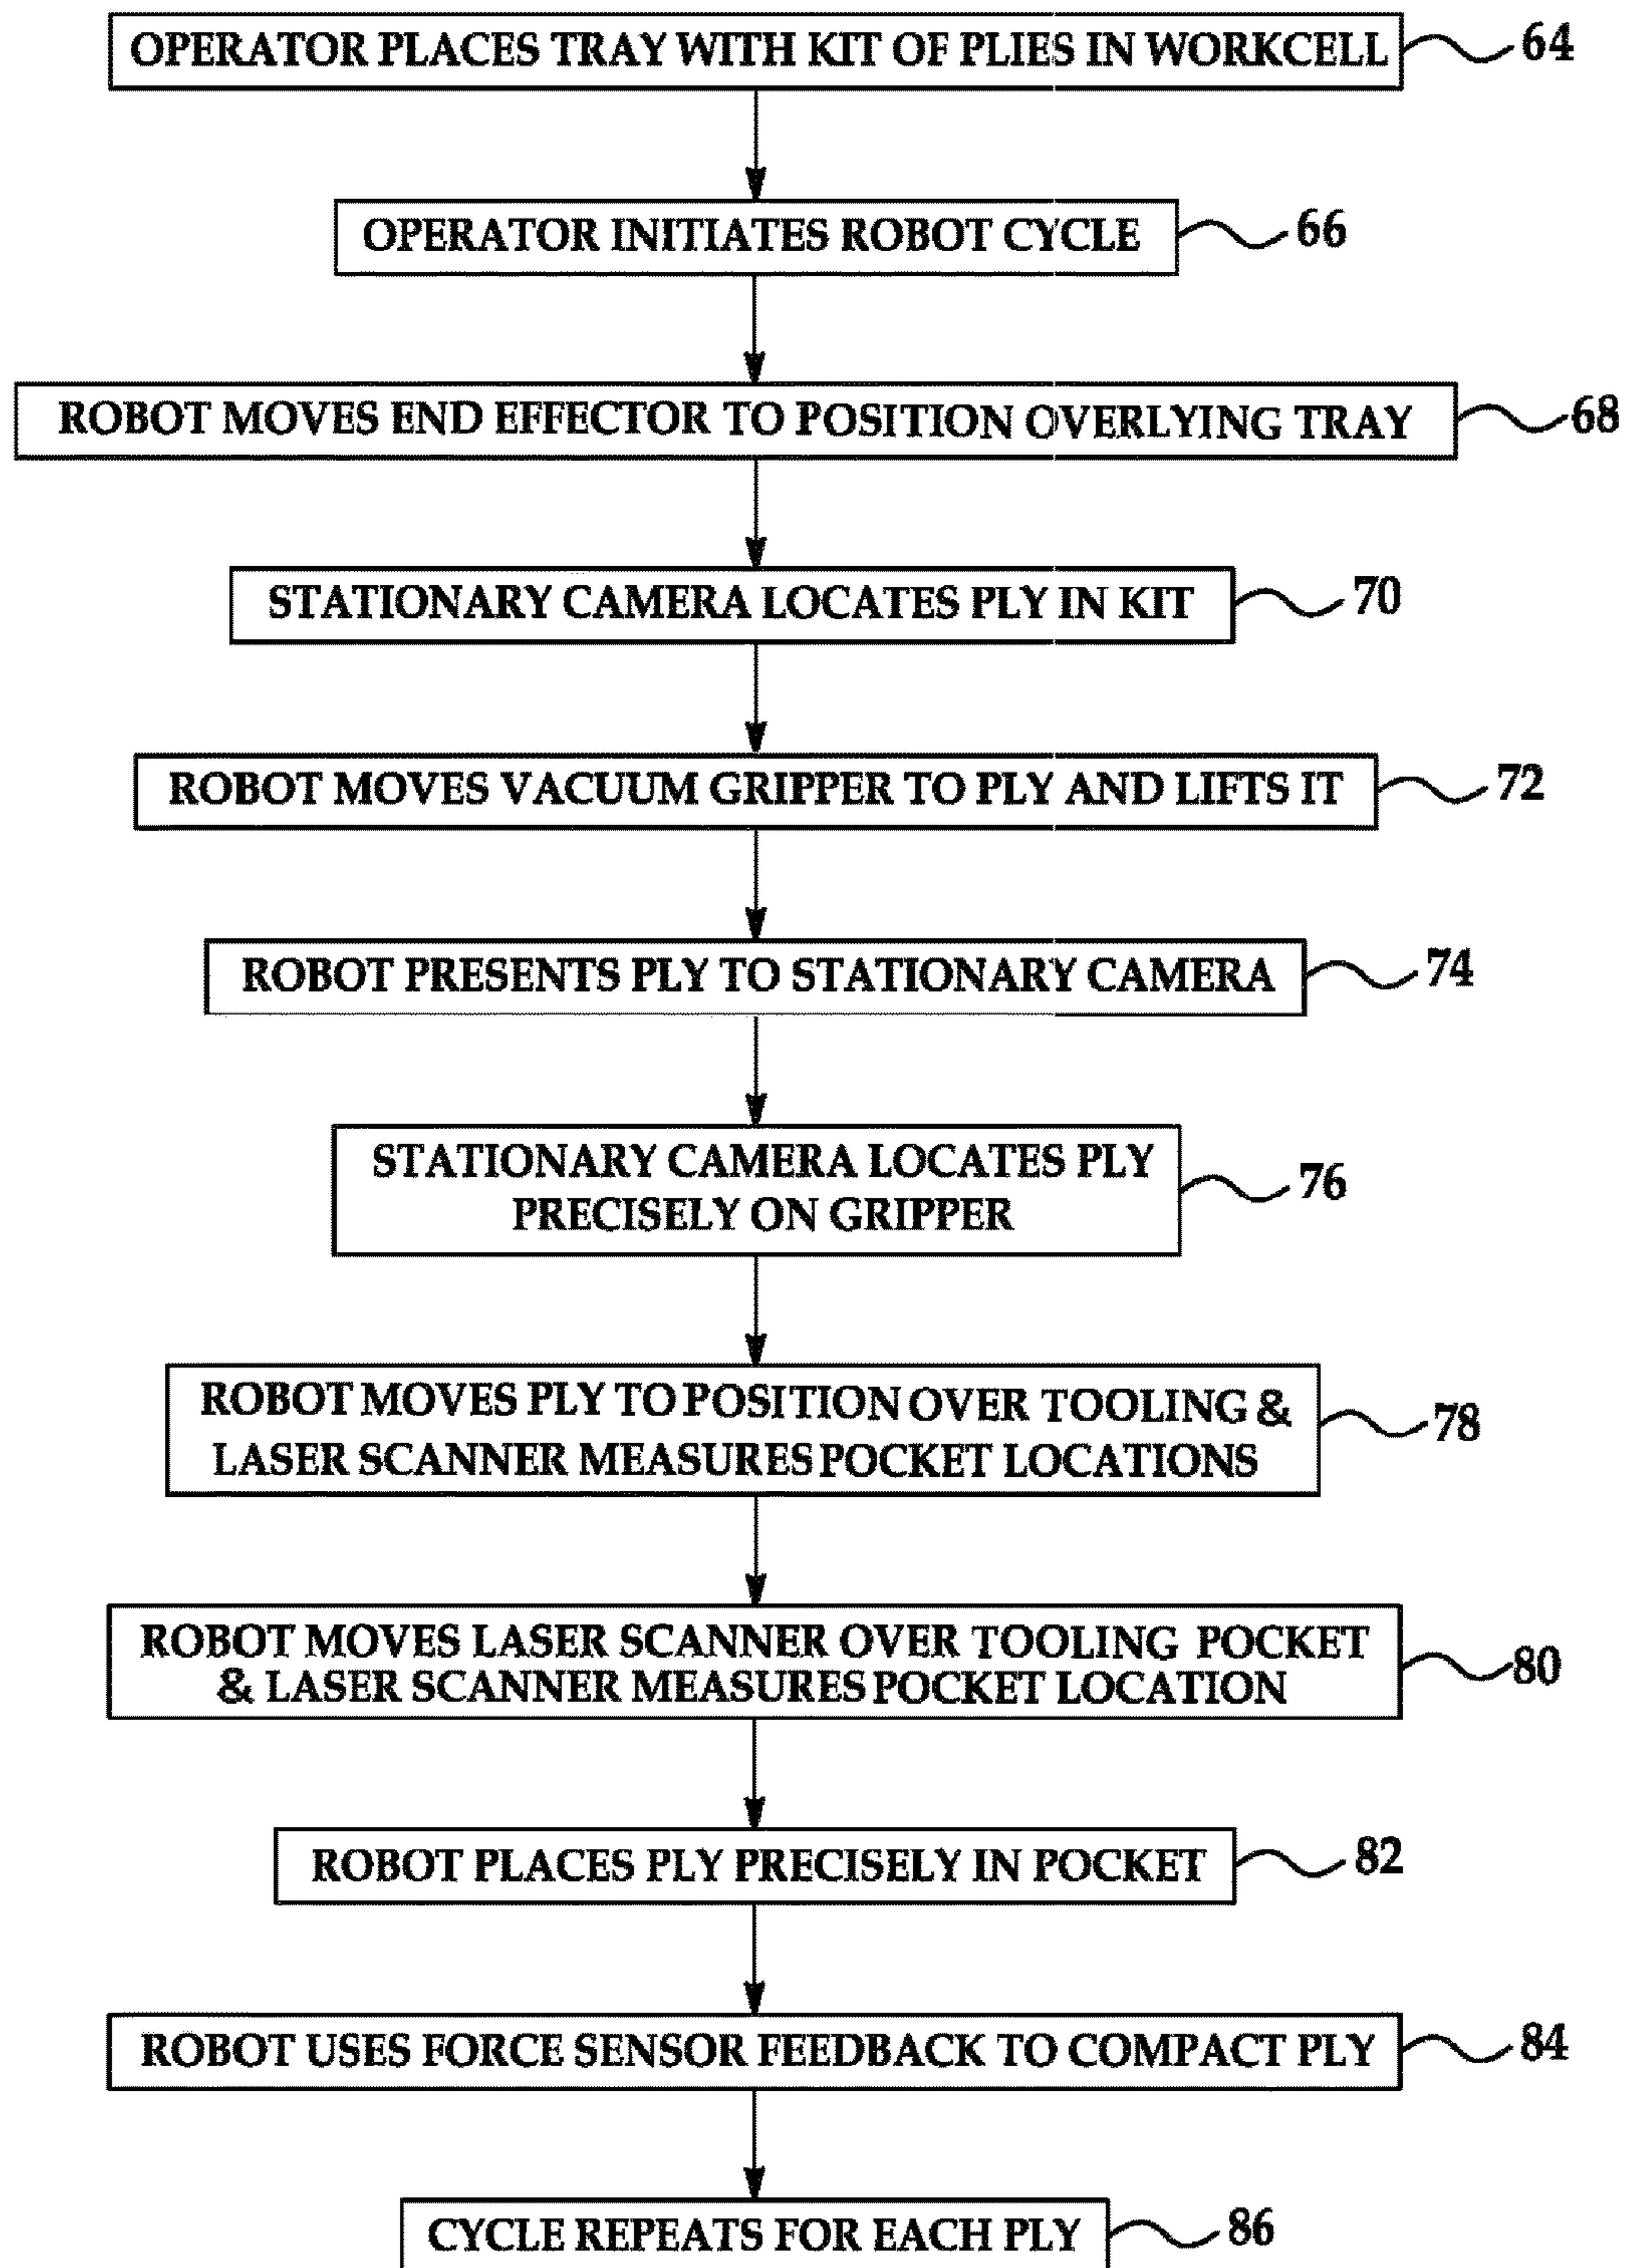 OPERATOR PLACES TRAY WITH KIT OF PLIES IN WORKCELL 64
OPERATOR INITIATES ROBOT CYCLE 66
ROBOT MOVES END EFFECTOR TO POSITION OVERLYING TRAY 68
STATIONARY CAMERA LOCATES PLY IN KIT 70
ROBOT MOVES VACUUM GRIPPER TO PLY AND LIFTS IT 72
ROBOT PRESENTS PLY TO STATIONARY CAMERA 74
STATIONARY CAMERA LOCATES PLY
PRECISELY ON GRIPPER
76
ROBOT MOVES PLY TO POSITION OVER TOOLING &
LASER SCANNER MEASURES POCKET LOCATIONS
78
ROBOT MOVES LASER SCANNER OVER TOOLING POCKET
& LASER SCANNER MEASURES POCKET LOCATION
80
ROBOT PLACES PLY PRECISELY IN POCKET 82
ROBOT USES FORCE SENSOR FEEDBACK TO COMPACT PLY 84
CYCLE REPEATS FOR EACH PLY 86